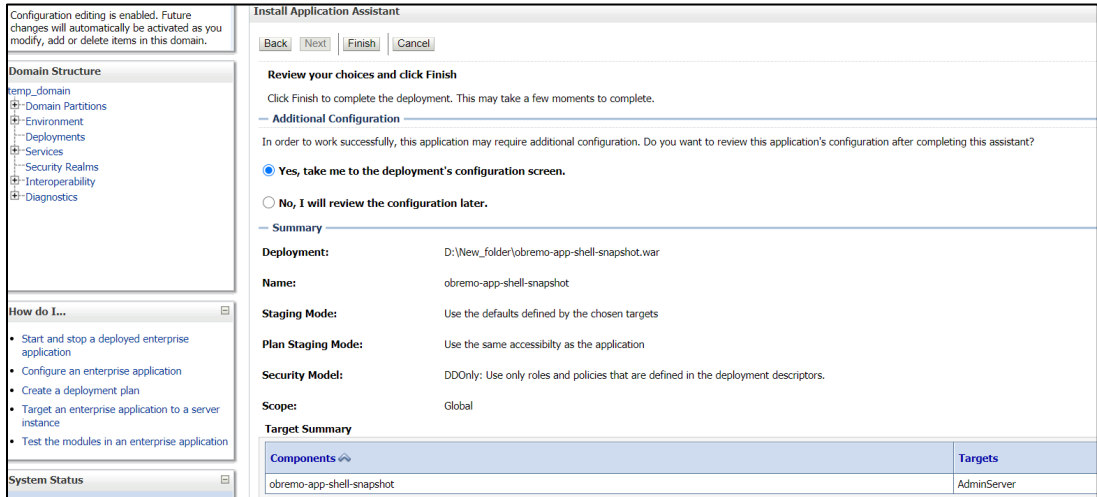 Configuration editing is enabled. Future
changes will automatically be activated as you
modify, add or delete items in this domain.
Domain Structure
temp_domain
Domain Partitions
Environment
Deployments
Services
Security Realms
Interoperability
Diagnostics
How do I...
Start and stop a deployed enterprise
application
Configure an enterprise application
Create a deployment plan
Target an enterprise application to a server
instance
Test the modules in an enterprise application
System Status
Install Application Assistant
Back Next Finish Cancel
Review your choices and click Finish
Click Finish to complete the deployment. This may take a few moments to complete.
Additional Configuration
In order to work successfully, this application may require additional configuration. Do you want to review this application's configuration after completing this assistant?
Yes, take me to the deployment's configuration screen.
No, I will review the configuration later.
Summary
Deployment: D:\New_folder\obremo-app-shell-snapshot.war
Name: obremo-app-shell-snapshot
Staging Mode: Use the defaults defined by the chosen targets
Plan Staging Mode: Use the same accessibilty as the application
Security Model: DDOnly: Use only roles and policies that are defined in the deployment descriptors.
Scope: Global
Target Summary
Components Targets
obremo-app-shell-snapshot AdminServer